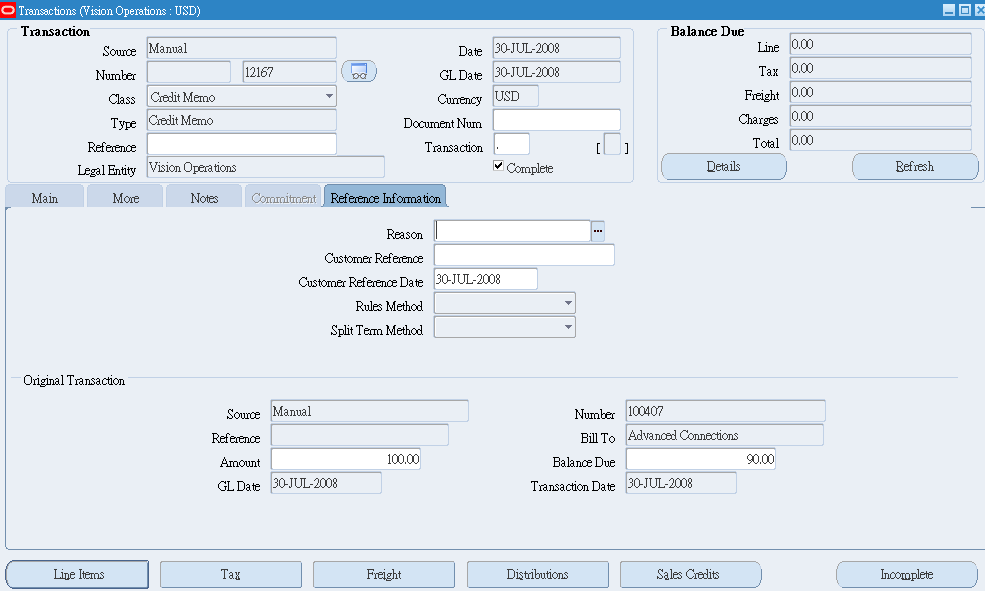 Transactions (Vision Operations : USD)
Transaction
Source Manual
Number 12167
Class Credit Memo
Type Credit Memo
Reference
Legal Entity Vision Operations
Date 30-JUL-2008
GL Date 30-JUL-2008
Currency USD
Document Num
Transaction . [ ]
Complete
Balance Due
Line 0.00
Tax 0.00
Freight 0.00
Charges 0.00
Total 0.00
Details Refresh
Main More Notes Commitment Reference Information
Reason ...
Customer Reference
Customer Reference Date 30-JUL-2008
Rules Method
Split Term Method
Original Transaction
Source Manual Number 100407
Reference Bill To Advanced Connections
Amount 100.00 Balance Due 90.00
GL Date 30-JUL-2008 Transaction Date 30-JUL-2008
Line Items Tax Freight Distributions Sales Credits Incomplete